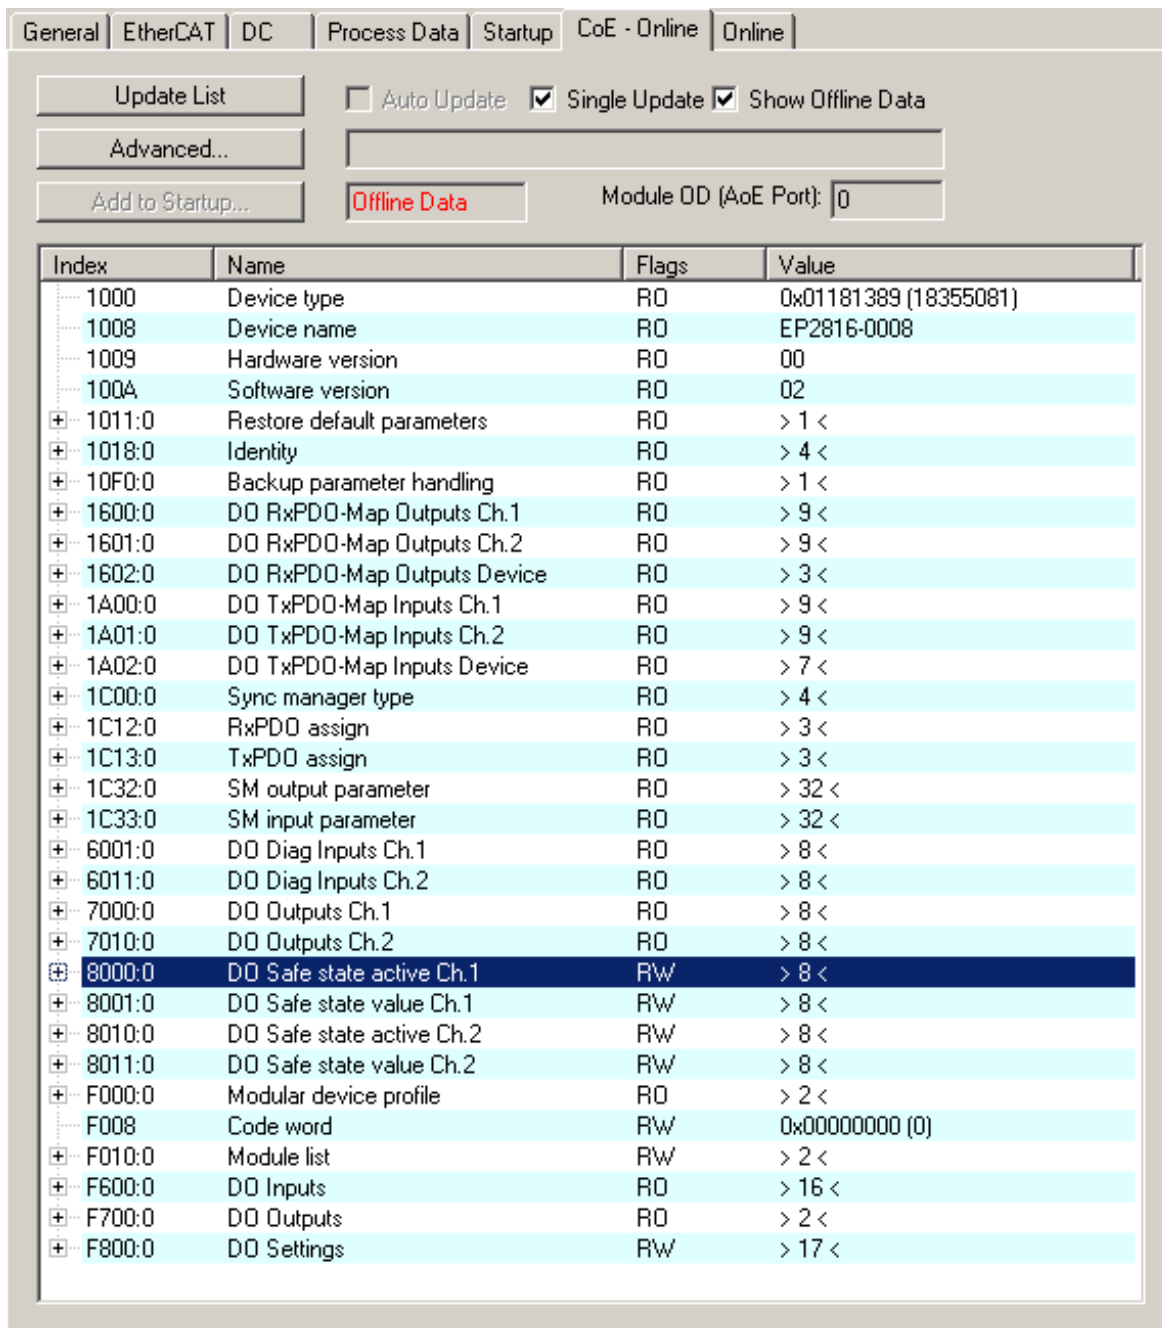 General EtherCAT DC Process Data Startup CoE - Online Online
Update List Auto Update Single Update Show Offline Data
Advanced...
Add to Startup... Offline Data Module OD (AoE Port): 0
Index Name Flags Value
1000 Device type RO 0x01181389 (18355081)
1008 Device name RO EP2816-0008
1009 Hardware version RO 00
100A Software version RO 02
1011:0 Restore default parameters RO > 1 <
1018:0 Identity RO > 4 <
10F0:0 Backup parameter handling RO > 1 <
1600:0 DO RxPDO-Map Outputs Ch.1 RO > 9 <
1601:0 DO RxPDO-Map Outputs Ch.2 RO > 9 <
1602:0 DO RxPDO-Map Outputs Device RO > 3 <
1A00:0 DO TxPDO-Map Inputs Ch.1 RO > 9 <
1A01:0 DO TxPDO-Map Inputs Ch.2 RO > 9 <
1A02:0 DO TxPDO-Map Inputs Device RO > 7 <
1C00:0 Sync manager type RO > 4 <
1C12:0 RxPDO assign RO > 3 <
1C13:0 TxPDO assign RO > 3 <
1C32:0 SM output parameter RO > 32 <
1C33:0 SM input parameter RO > 32 <
6001:0 DO Diag Inputs Ch.1 RO > 8 <
6011:0 DO Diag Inputs Ch.2 RO > 8 <
7000:0 DO Outputs Ch.1 RO > 8 <
7010:0 DO Outputs Ch.2 RO > 8 <
8000:0 DO Safe state active Ch.1 RW > 8 <
8001:0 DO Safe state value Ch.1 RW > 8 <
8010:0 DO Safe state active Ch.2 RW > 8 <
8011:0 DO Safe state value Ch.2 RW > 8 <
F000:0 Modular device profile RO > 2 <
F008 Code word RW 0x00000000 (0)
F010:0 Module list RW > 2 <
F600:0 DO Inputs RO > 16 <
F700:0 DO Outputs RO > 2 <
F800:0 DO Settings RW > 17 <